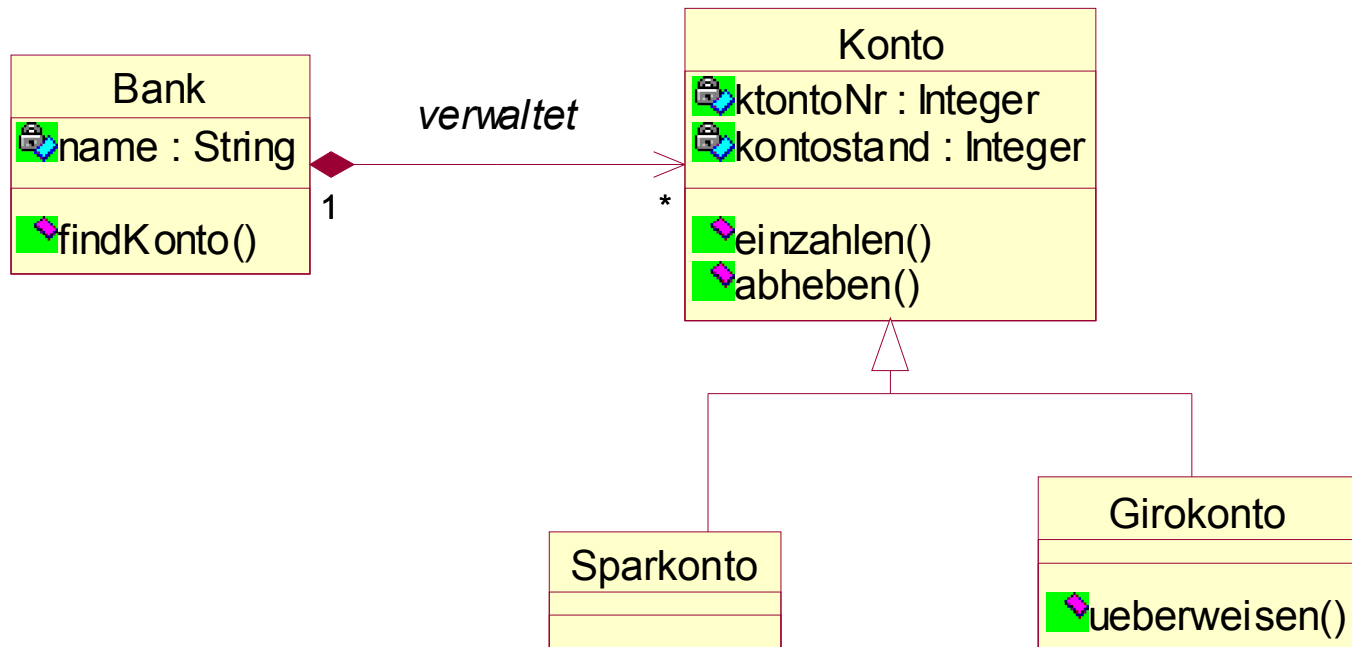 Bank
name : String
findKonto()
verwaltet
1
*
Konto
ktontoNr : Integer
kontostand : Integer
einzahlen()
abheben()
Sparkonto
Girokonto
ueberweisen()